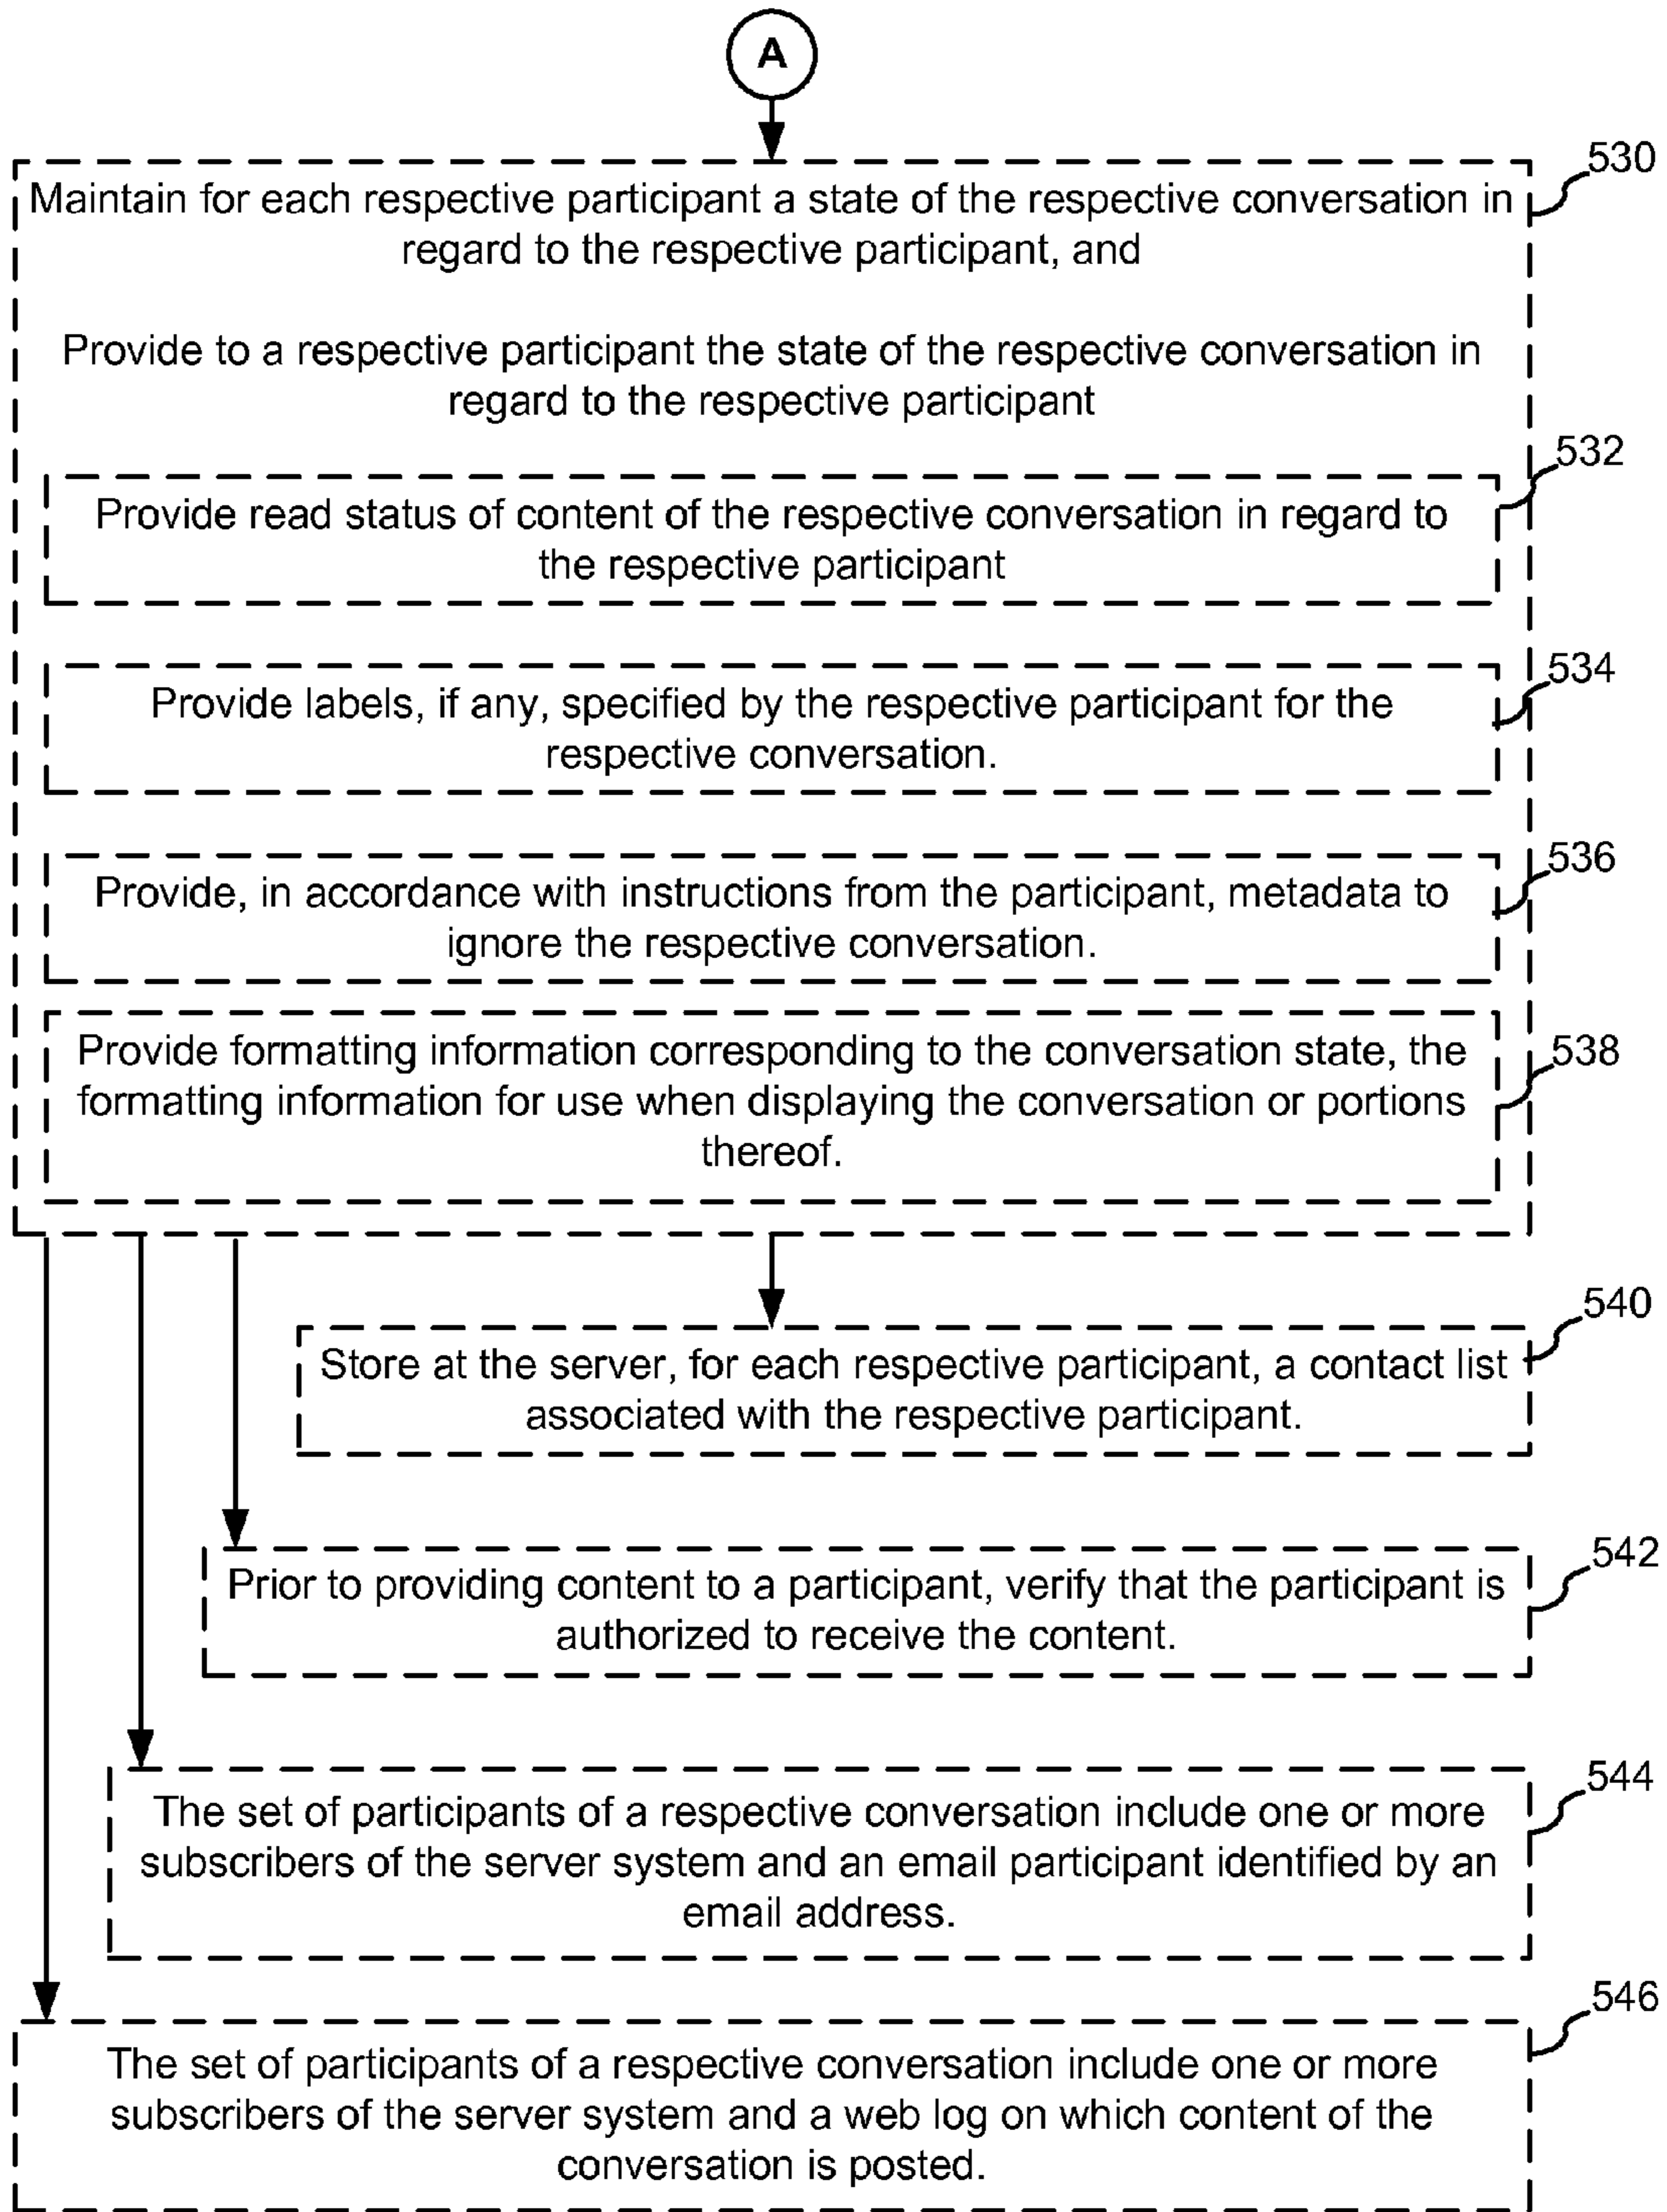 A
530
Maintain for each respective participant a state of the respective conversation in
regard to the respective participant, and
Provide to a respective participant the state of the respective conversation in
regard to the respective participant
532
Provide read status of content of the respective conversation in regard to
the respective participant
534
Provide labels, if any, specified by the respective participant for the
respective conversation.
536
Provide, in accordance with instructions from the participant, metadata to
ignore the respective conversation.
538
Provide formatting information corresponding to the conversation state, the
formatting information for use when displaying the conversation or portions
thereof.
540
Store at the server, for each respective participant, a contact list
associated with the respective participant.
542
Prior to providing content to a participant, verify that the participant is
authorized to receive the content.
544
The set of participants of a respective conversation include one or more
subscribers of the server system and an email participant identified by an
email address.
546
The set of participants of a respective conversation include one or more
subscribers of the server system and a web log on which content of the
conversation is posted.